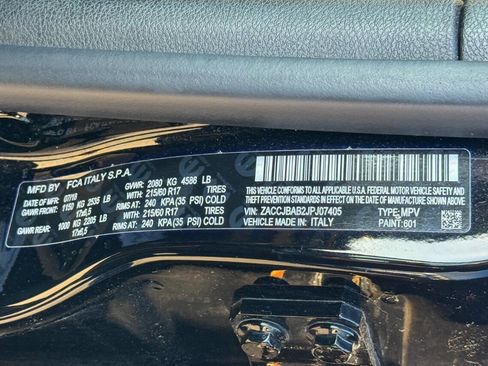 MFD BY FCA ITALY S.P.A.
DATE OF MFR: 07/18 GVWR: 2080 KG 4586 LB
GAWR FRONT: 1150 KG 2535 LB WITH: 215/60 R17 TIRES
17x6,5 RIMS AT: 240 KPA(35 PSI) COLD
GAWR REAR: 1000 KG 2205 LB WITH: 215/60 R17 TIRES
17x6,5 RIMS AT: 240 KPA(35 PSI) COLD
THIS VEHICLE CONFORMS TO ALL APPLICABLE U.S.A. FEDERAL MOTOR VEHICLE SAFETY, BUMPER, AND
THEFT PREVENTION STANDARDS IN EFFECT ON THE DATE OF MANUFACTURE SHOWN ABOVE.
VIN: ZACCJBAB2JPJ07405 TYPE: MPV
VEHICLE MADE IN: ITALY PAINT: 601